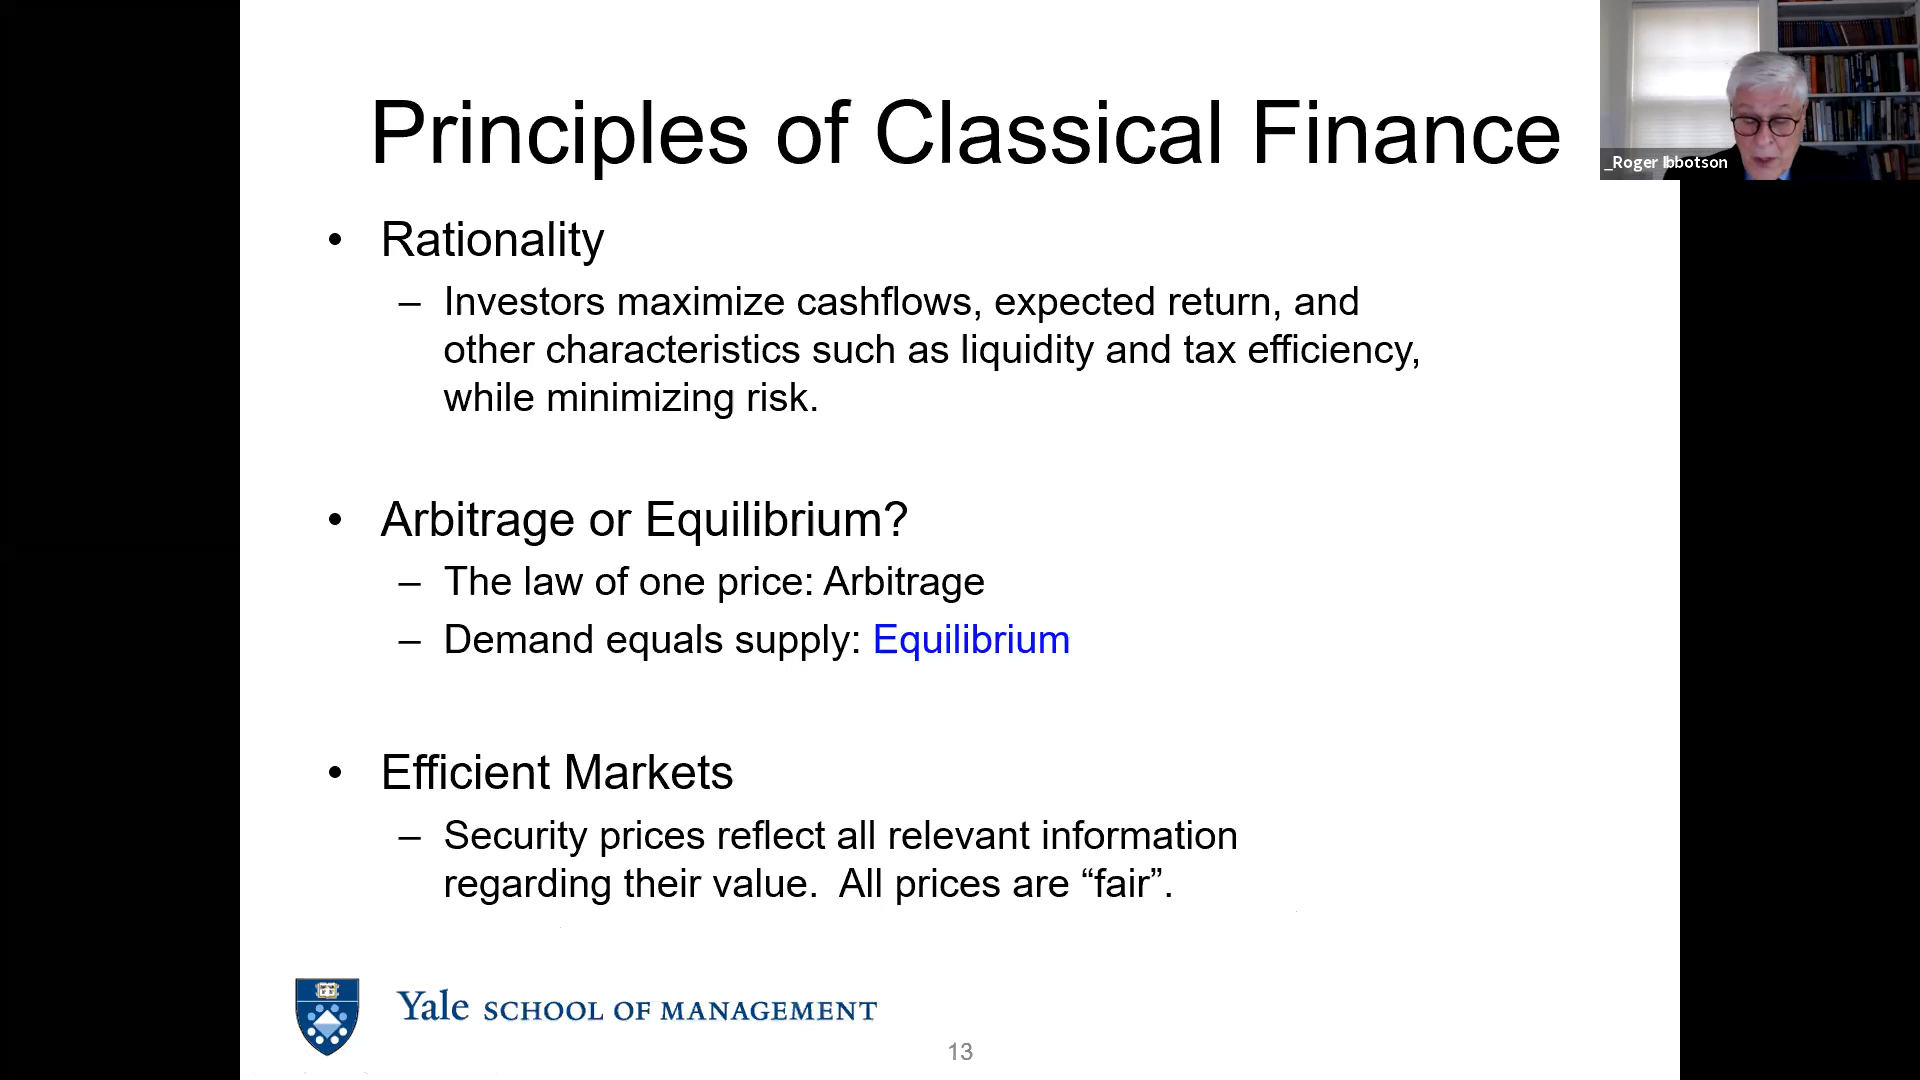 Principles of Classical Finance
_Roger Ibbotson
• Rationality
– Investors maximize cashflows, expected return, and
other characteristics such as liquidity and tax efficiency,
while minimizing risk.
• Arbitrage or Equilibrium?
– The law of one price: Arbitrage
– Demand equals supply: Equilibrium
• Efficient Markets
– Security prices reflect all relevant information
regarding their value.  All prices are “fair”.
Yale SCHOOL OF MANAGEMENT
13